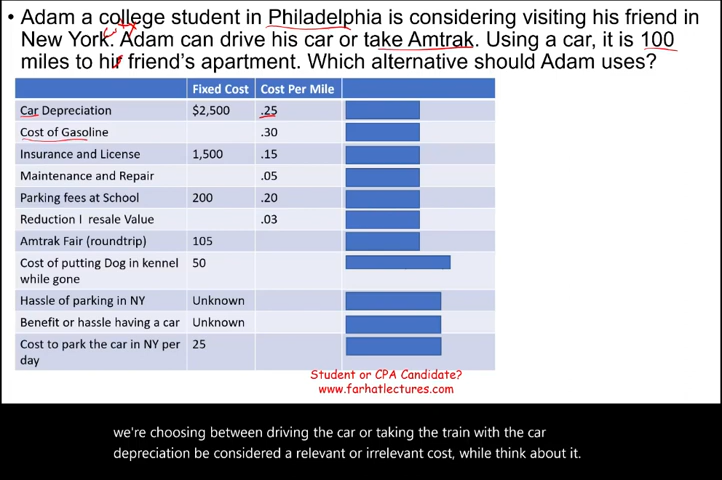 • Adam a college student in Philadelphia is considering visiting his friend in
New York. Adam can drive his car or take Amtrak. Using a car, it is 100
miles to his friend's apartment. Which alternative should Adam uses?
Fixed Cost Cost Per Mile
Car Depreciation $2,500 .25
Cost of Gasoline .30
Insurance and License 1,500 .15
Maintenance and Repair .05
Parking fees at School 200 .20
Reduction I resale Value .03
Amtrak Fair (roundtrip) 105
Cost of putting Dog in kennel 50
while gone
Hassle of parking in NY Unknown
Benefit or hassle having a car Unknown
Cost to park the car in NY per 25
day
Student or CPA Candidate?
www.farhatlectures.com
we're choosing between driving the car or taking the train with the car
depreciation be considered a relevant or irrelevant cost, while think about it.